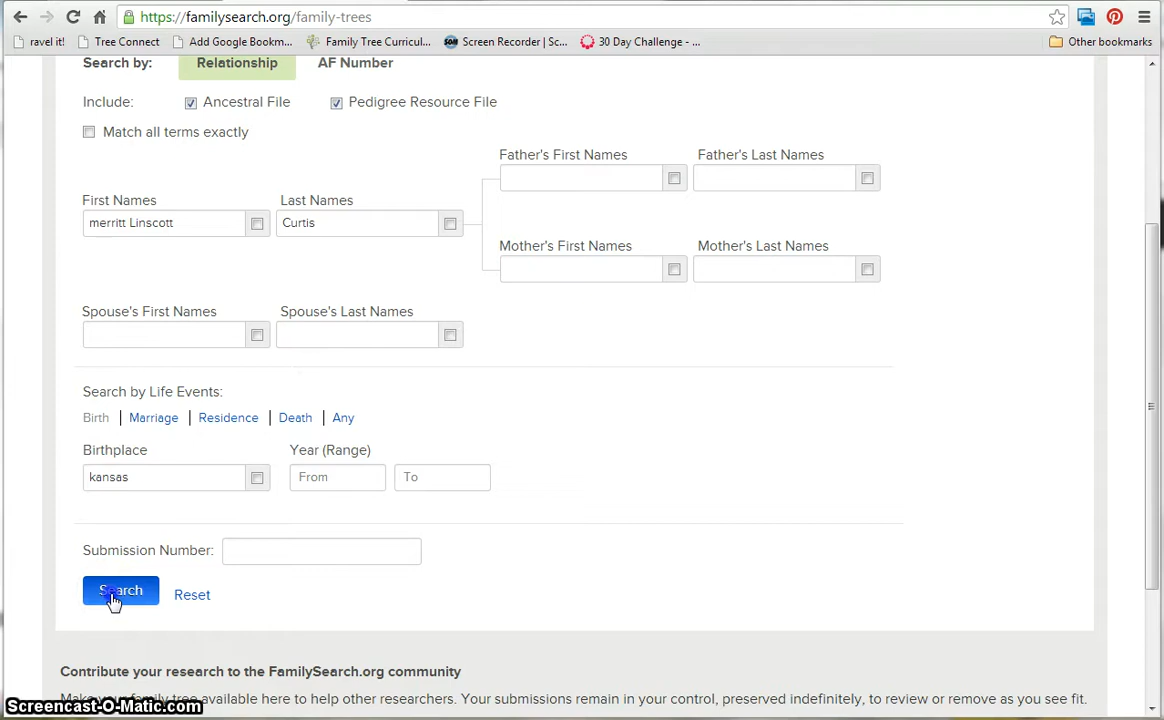 https://familysearch.org/family-trees
ravel it! Tree Connect Add Google Bookm... Family Tree Curricul... Screen Recorder | Sc... 30 Day Challenge - ... Other bookmarks
Search by: Relationship AF Number
Include: Ancestral File Pedigree Resource File
Match all terms exactly
Father's First Names Father's Last Names
First Names Last Names
merritt Linscott Curtis
Mother's First Names Mother's Last Names
Spouse's First Names Spouse's Last Names
Search by Life Events:
Birth | Marriage | Residence | Death | Any
Birthplace Year (Range)
kansas From To
Submission Number:
Search Reset
Contribute your research to the FamilySearch.org community
Make your family tree available here to help other researchers. Your submissions remain in your control, preserved indefinitely, to review or remove as you see fit.
Screencast-O-Matic.com